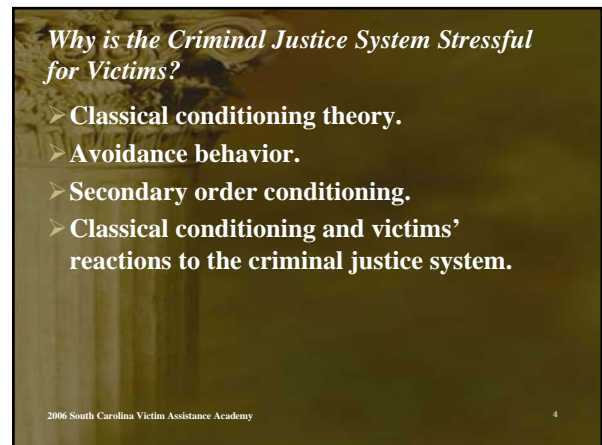 Why is the Criminal Justice System Stressful
for Victims?
➢Classical conditioning theory.
➢Avoidance behavior.
➢Secondary order conditioning.
➢Classical conditioning and victims’
reactions to the criminal justice system.
2006 South Carolina Victim Assistance Academy 4